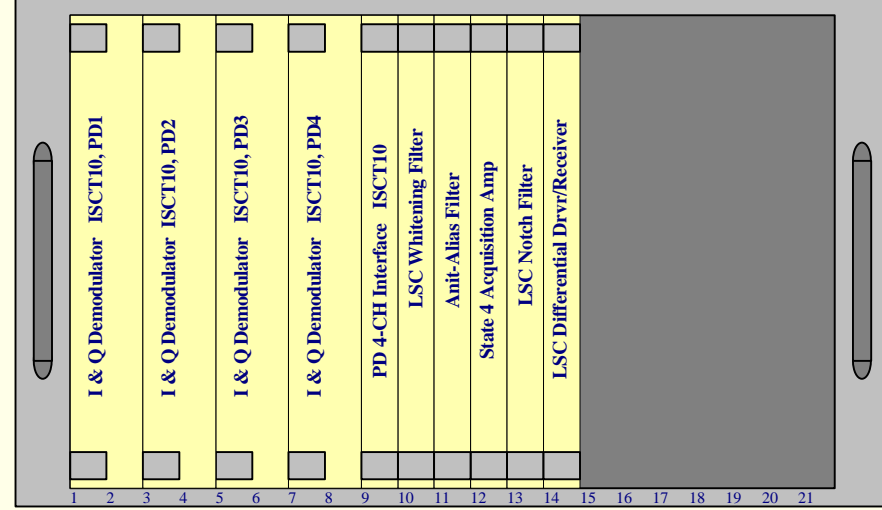 I & Q Demodulator ISCT10, PD1
I & Q Demodulator ISCT10, PD2
I & Q Demodulator ISCT10, PD3
I & Q Demodulator ISCT10, PD4
PD 4-CH Interface ISCT10
LSC Whitening Filter
Anit-Alias Filter
State 4 Acquisition Amp
LSC Notch Filter
LSC Differential Drvr/Receiver
1 2 3 4 5 6 7 8 9 10 11 12 13 14 15 16 17 18 19 20 21